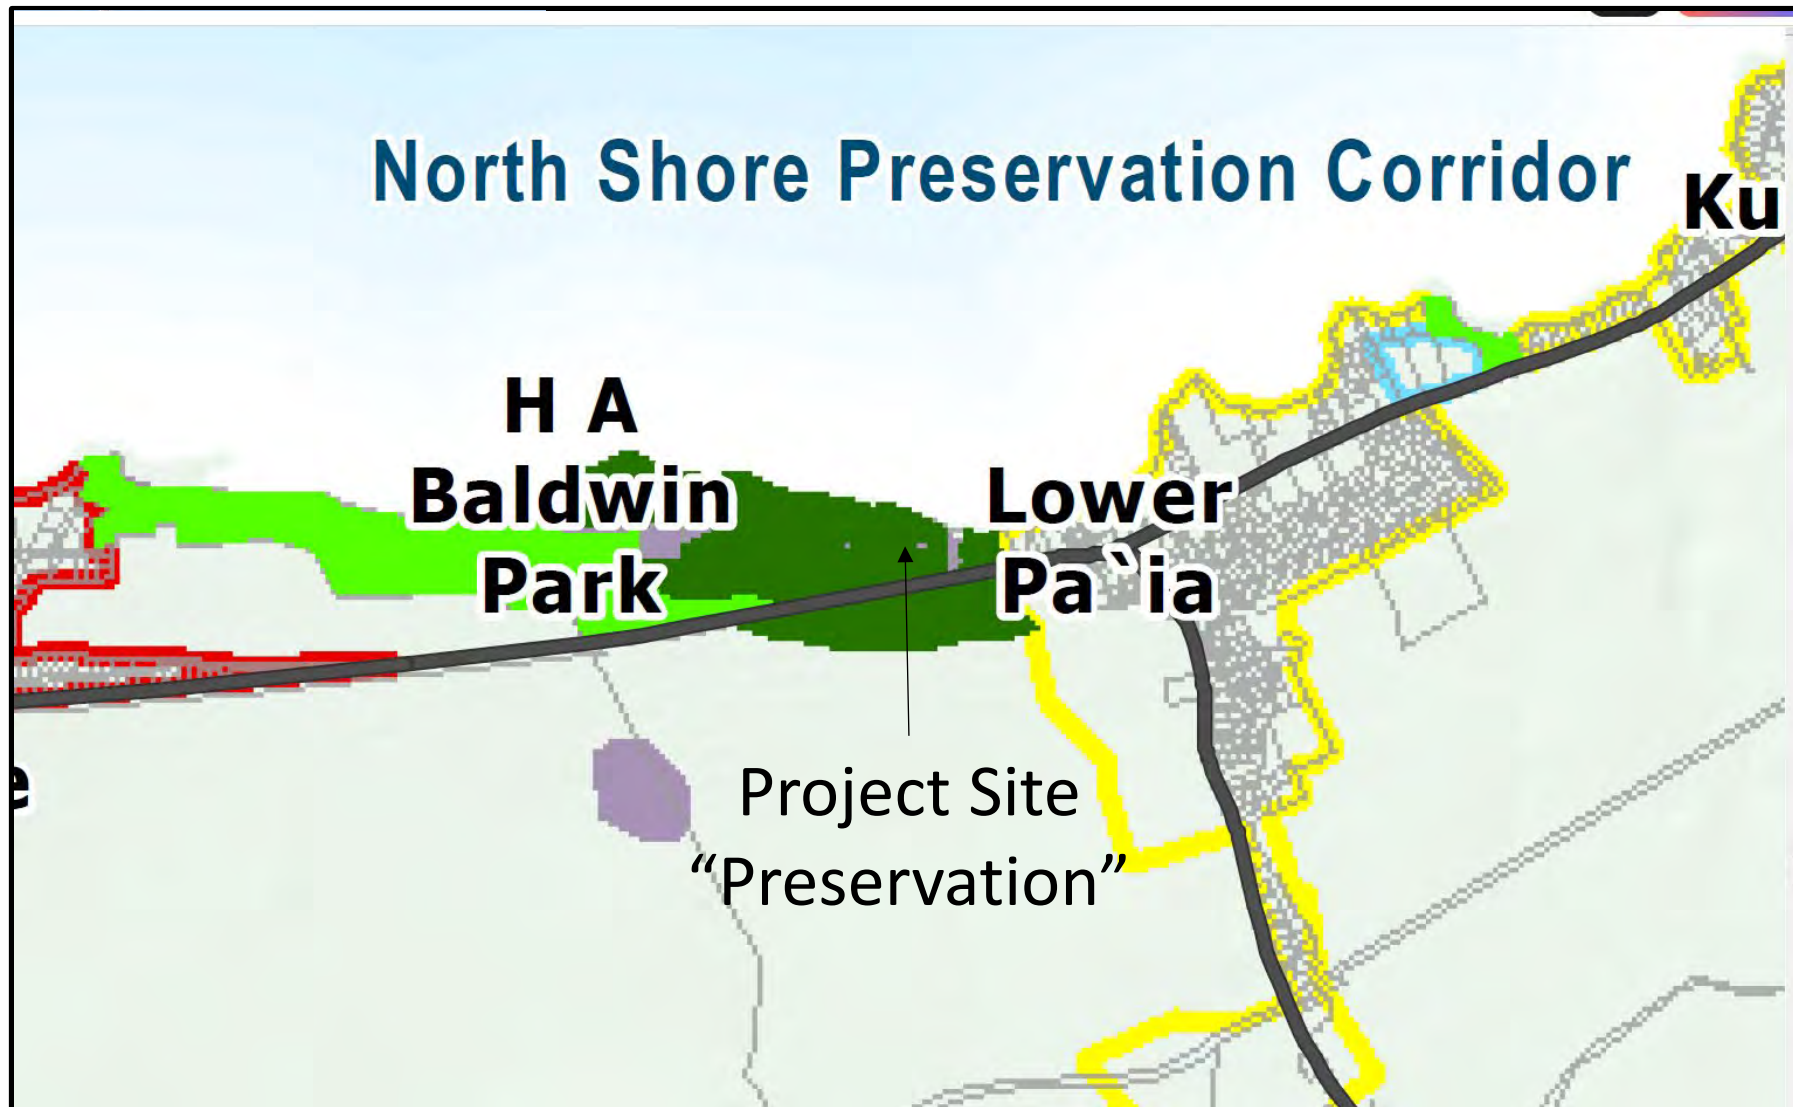 North Shore Preservation Corridor
Ku
H A
Baldwin
Park
Lower
Pa`ia
e
Project Site
“Preservation”